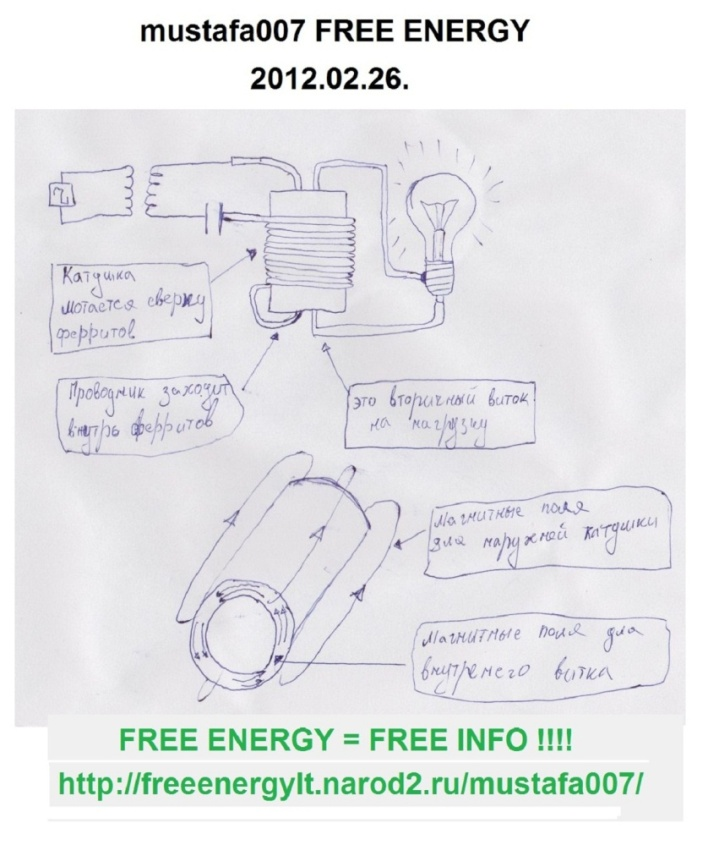 mustafa007 FREE ENERGY
2012.02.26.
Катушка
мотается сверху
ферритов
Проводник заходит
внутрь ферритов
это вторичный виток
на нагрузку
Магнитные поля
для наружной катушки
Магнитные поля для
внутренего витка
FREE ENERGY = FREE INFO !!!!
http://freeenergylt.narod2.ru/mustafa007/